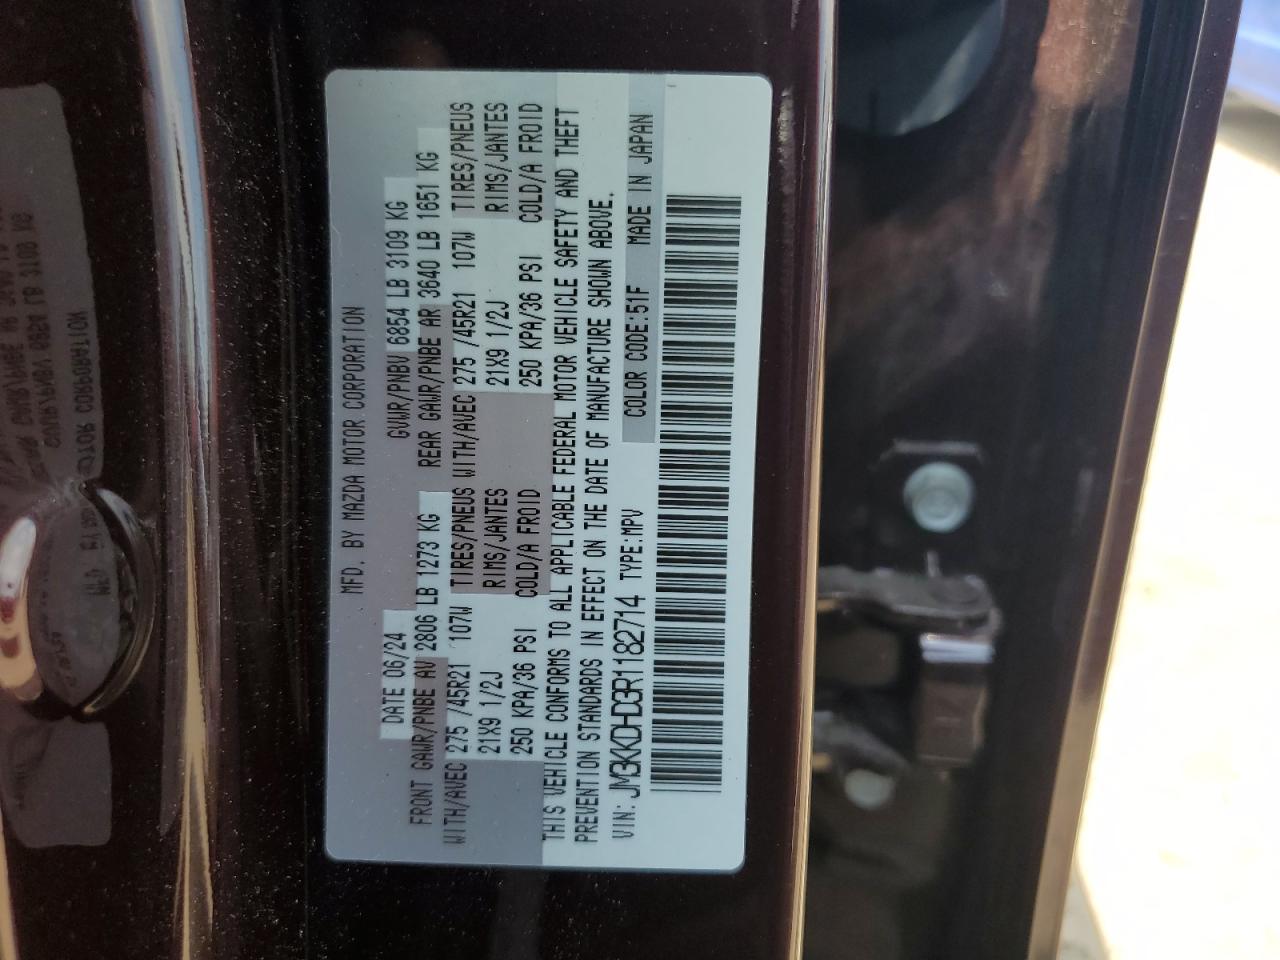 MFD. BY MAZDA MOTOR CORPORATION
DATE 06/24 GVWR/PNBV 6854 LB 3109 KG
FRONT GAWR/PNBE AV 2806 LB 1273 KG REAR GAWR/PNBE AR 3640 LB 1651 KG
WITH/AVEC 275 /45R21 107W TIRES/PNEUS WITH/AVEC 275 /45R21 107W TIRES/PNEUS
21X9 1/2J RIMS/JANTES 21X9 1/2J RIMS/JANTES
250 KPA/36 PSI COLD/A FROID 250 KPA/36 PSI COLD/A FROID
THIS VEHICLE CONFORMS TO ALL APPLICABLE FEDERAL MOTOR VEHICLE SAFETY AND THEFT
PREVENTION STANDARDS IN EFFECT ON THE DATE OF MANUFACTURE SHOWN ABOVE.
VIN: JM3KKDHD3R1182714 TYPE:MPV COLOR CODE:51F MADE IN JAPAN